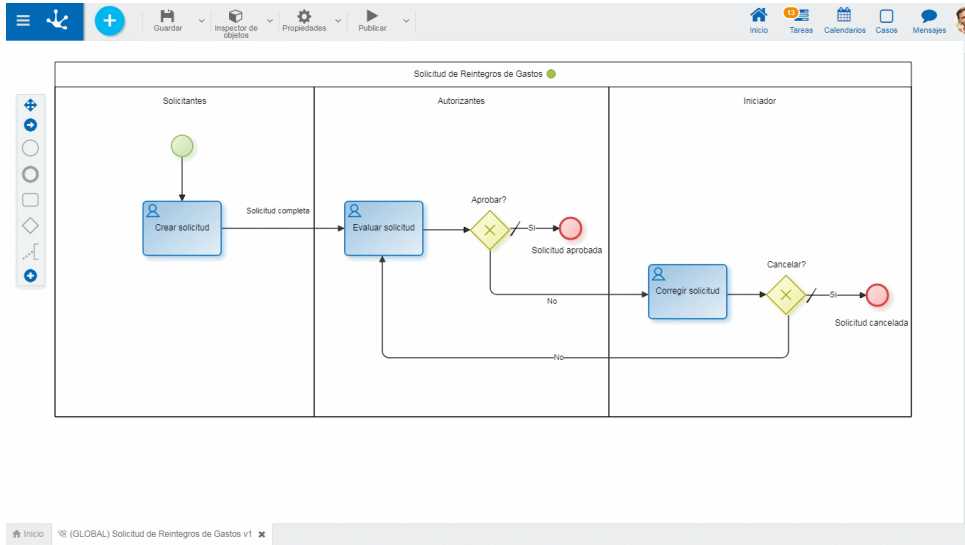 Guardar
Inspector de
objetos
Propiedades
Publicar
Inicio
13
Tareas
Calendarios
Casos
Mensajes
Solicitud de Reintegros de Gastos
Solicitantes
Autorizantes
Iniciador
Crear solicitud
Solicitud completa
Evaluar solicitud
Aprobar?
Si
Solicitud aprobada
No
Corregir solicitud
Cancelar?
Si
Solicitud cancelada
No
Inicio
(GLOBAL) Solicitud de Reintegros de Gastos v1